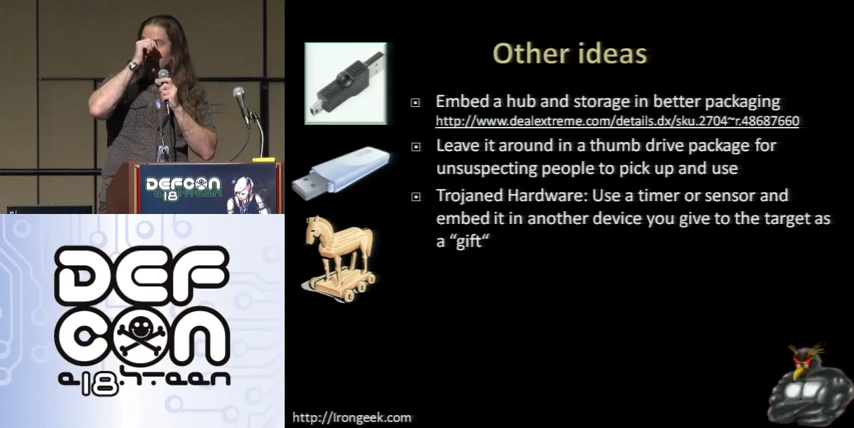 DEFCON
18
DEF
CON
e18hteen
Other ideas
Embed a hub and storage in better packaging
http://www.dealextreme.com/details.dx/sku.2704~r.48687660
Leave it around in a thumb drive package for
unsuspecting people to pick up and use
Trojaned Hardware: Use a timer or sensor and
embed it in another device you give to the target as
a “gift“
http://Irongeek.com